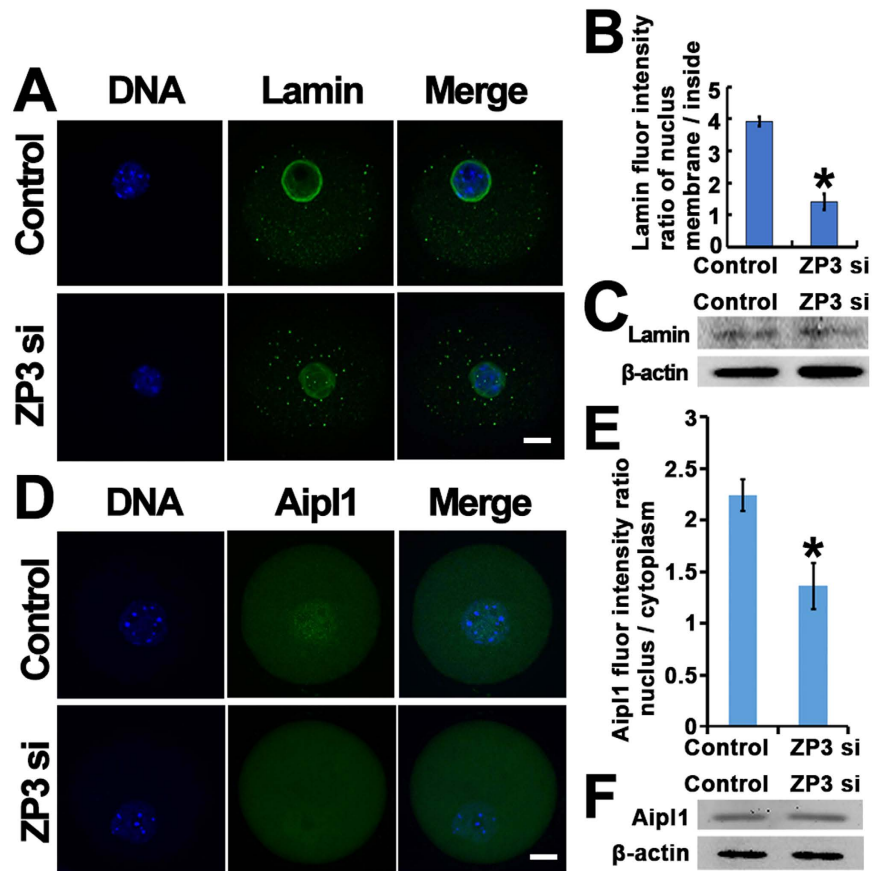 A
DNA Lamin Merge
Control
ZP3 si
B
Lamin fluor intensity
ratio of nucleus
membrane / inside
5
4
3
2
1
0
*
Control ZP3 si
C
Control ZP3 si
Lamin
β-actin
D
DNA Aipl1 Merge
Control
ZP3 si
E
Aipl1 fluor intensity ratio
nucleus / cytoplasm
3
2.5
2
1.5
1
0.5
0
*
Control ZP3 si
F
Control ZP3 si
Aipl1
β-actin